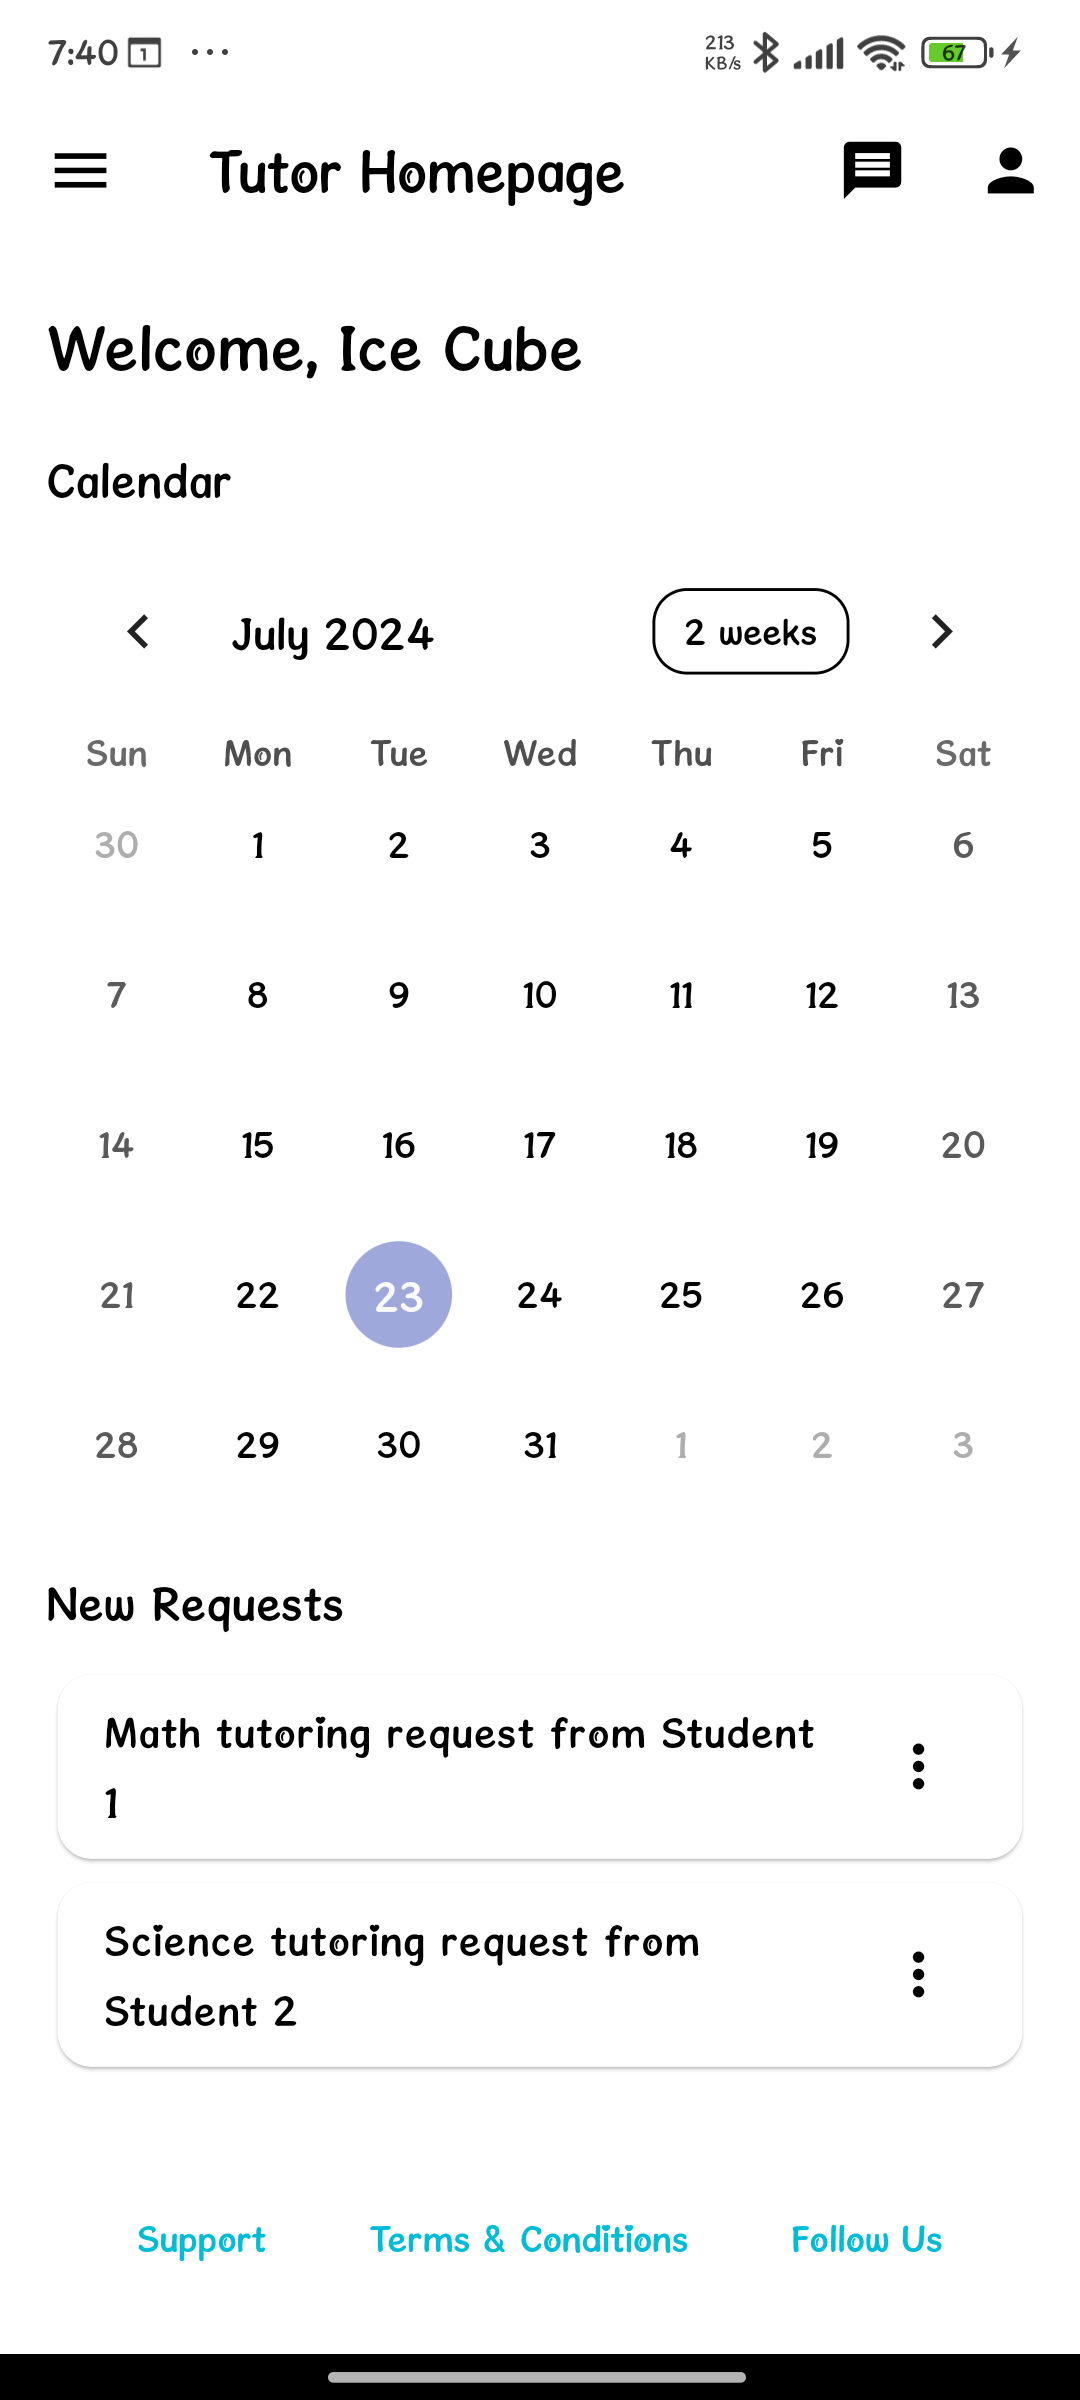 7:40 1 ... 213 KB/s 67
Tutor Homepage
Welcome, Ice Cube
Calendar
July 2024 2 weeks
Sun Mon Tue Wed Thu Fri Sat
30 1 2 3 4 5 6
7 8 9 10 11 12 13
14 15 16 17 18 19 20
21 22 23 24 25 26 27
28 29 30 31 1 2 3
New Requests
Math tutoring request from Student
1
Science tutoring request from
Student 2
Support Terms & Conditions Follow Us